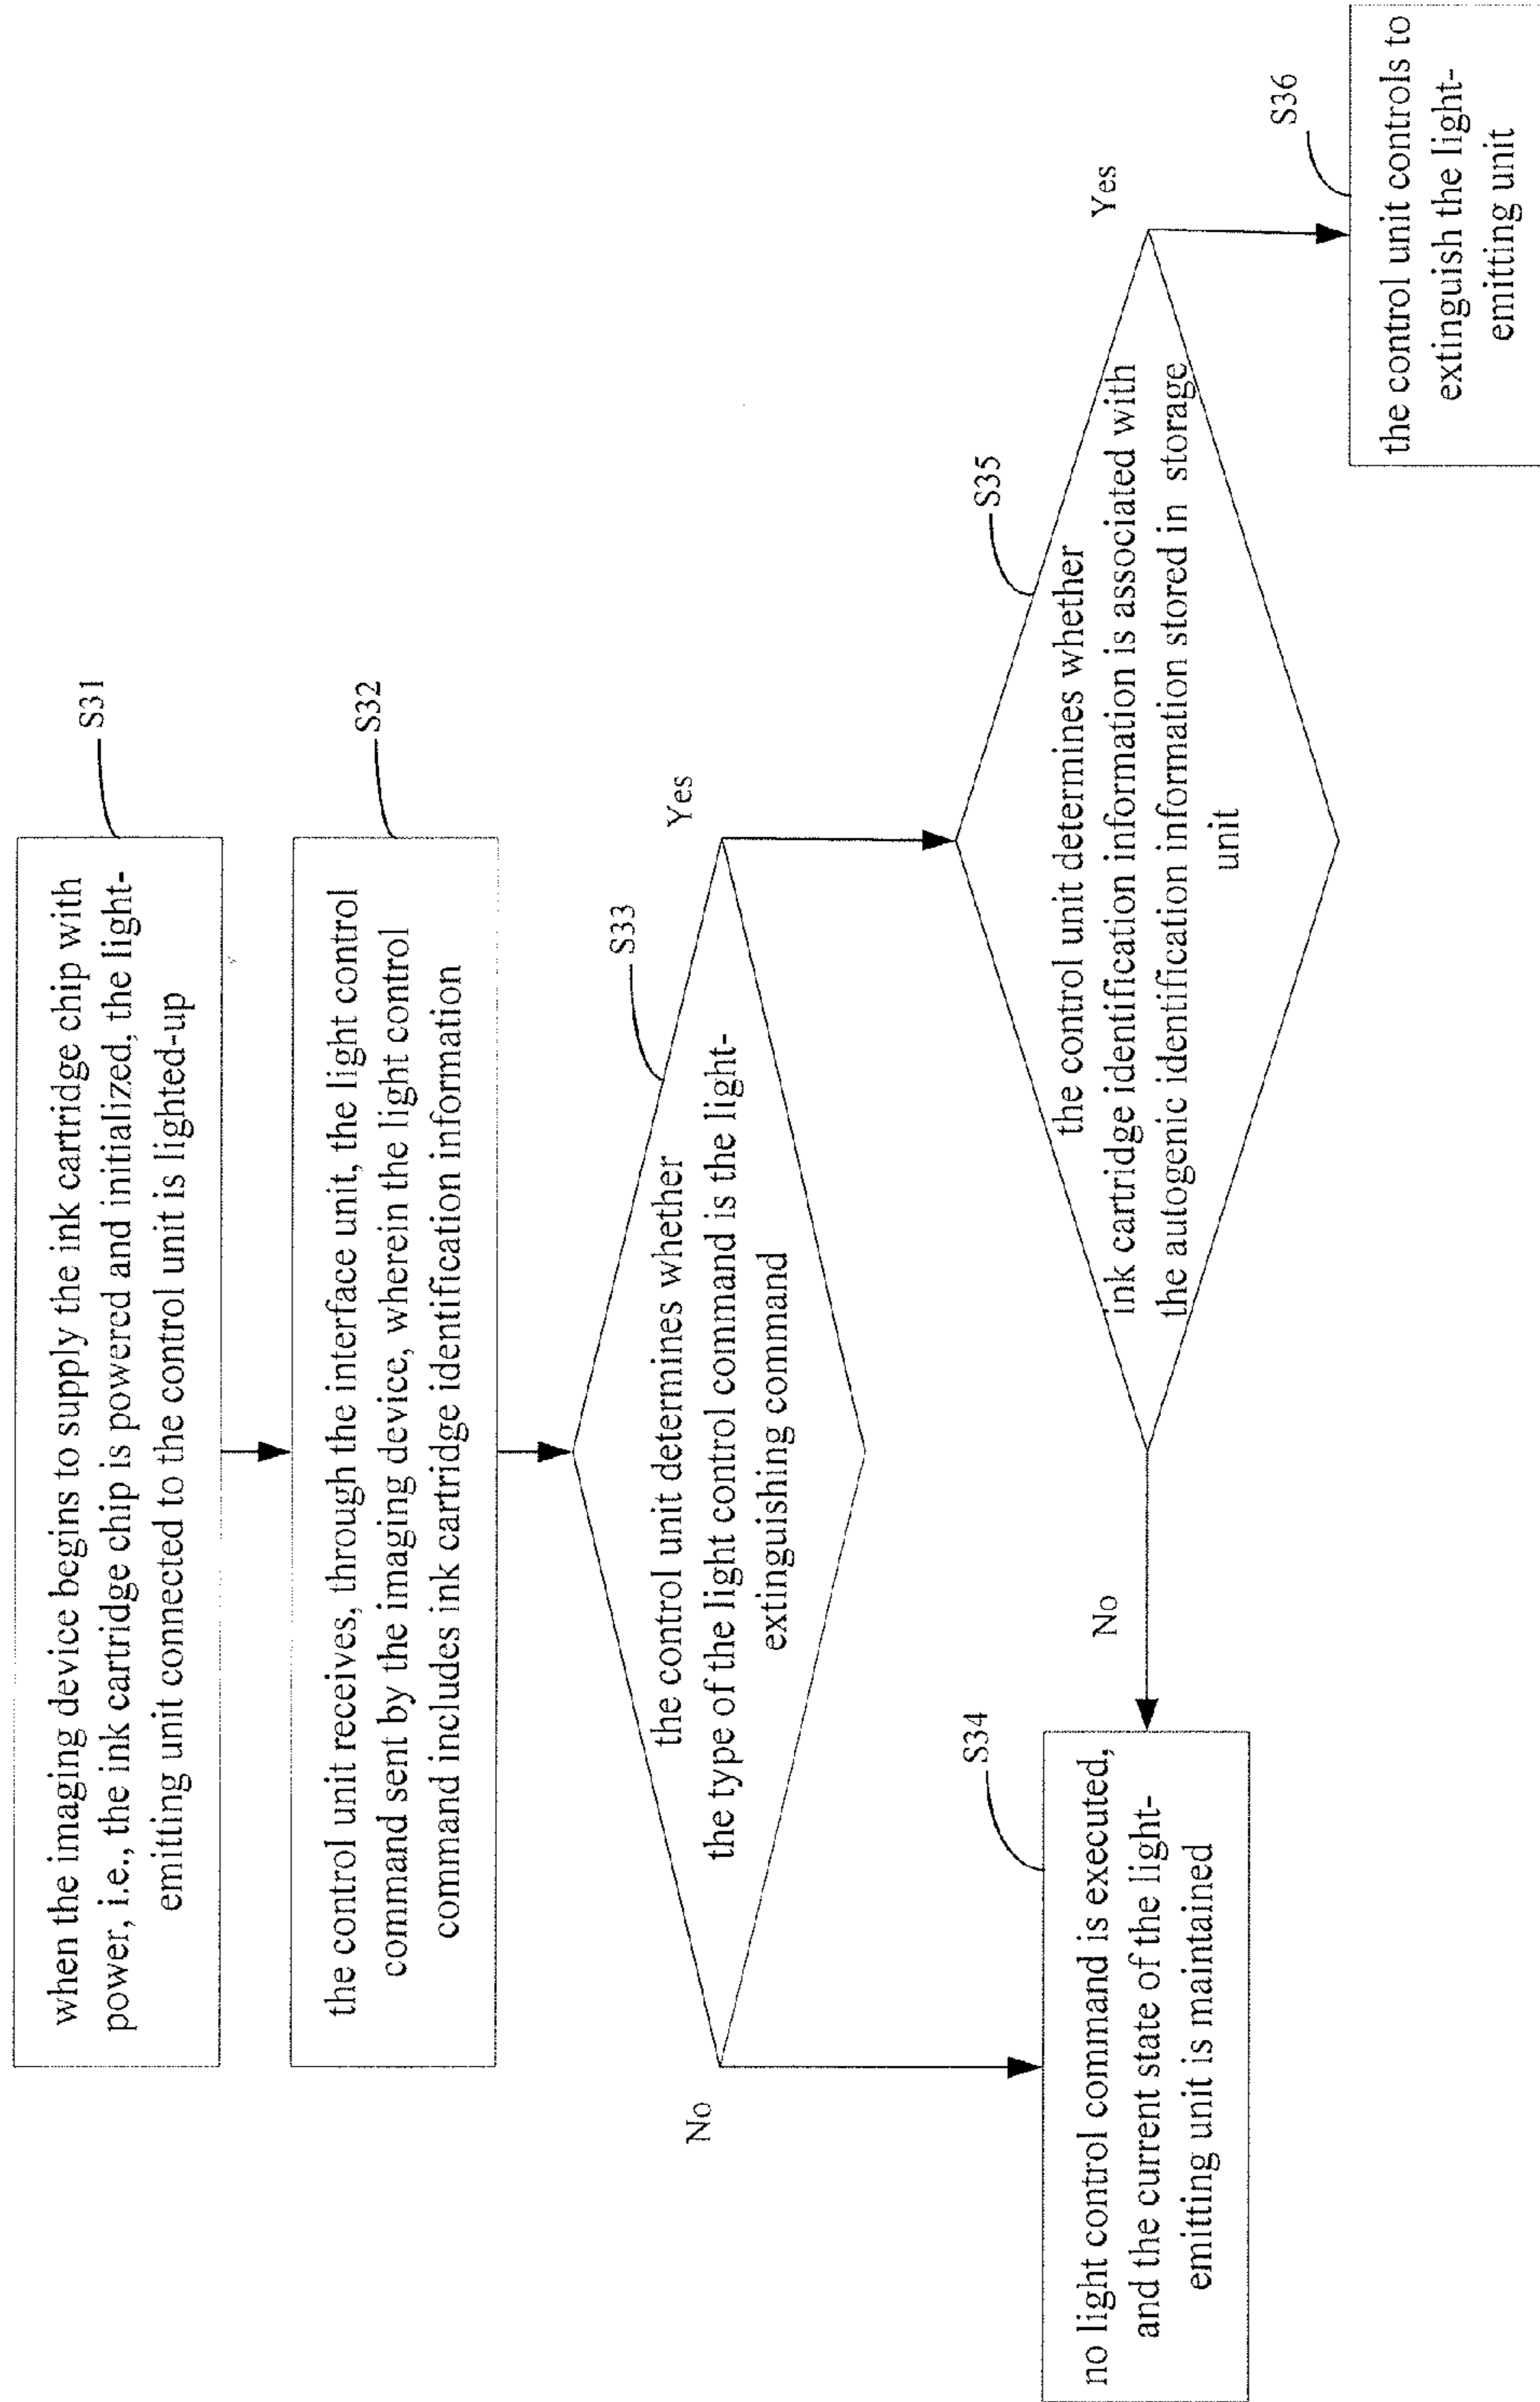 S31
when the imaging device begins to supply the ink cartridge chip with
power, i.e., the ink cartridge chip is powered and initialized, the light-
emitting unit connected to the control unit is lighted-up
S32
the control unit receives, through the interface unit, the light control
command sent by the imaging device, wherein the light control
command includes ink cartridge identification information
S33
the control unit determines whether
the type of the light control command is the light-
extinguishing command
No
Yes
S34
no light control command is executed,
and the current state of the light-
emitting unit is maintained
S35
the control unit determines whether
ink cartridge identification information is associated with
the autogenic identification information stored in storage
unit
No
Yes
S36
the control unit controls to
extinguish the light-
emitting unit